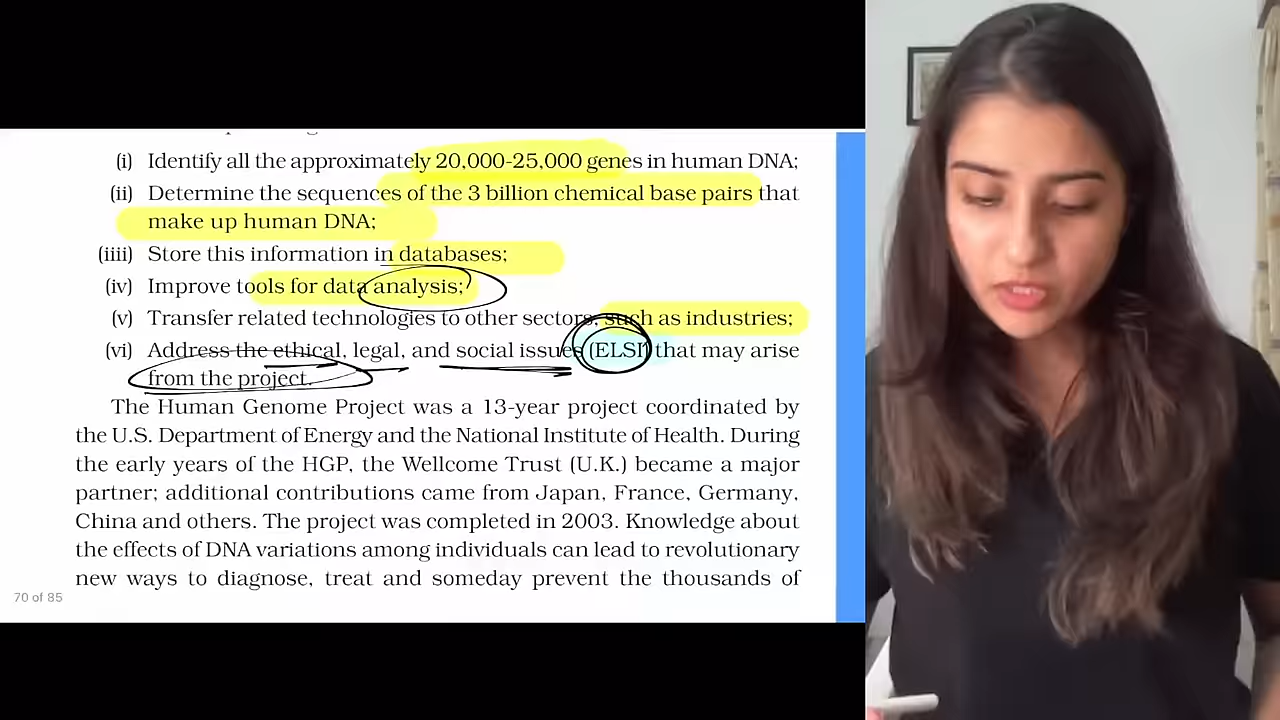 (i) Identify all the approximately 20,000-25,000 genes in human DNA;
(ii) Determine the sequences of the 3 billion chemical base pairs that
make up human DNA;
(iiii) Store this information in databases;
(iv) Improve tools for data analysis;
(v) Transfer related technologies to other sectors, such as industries;
(vi) Address the ethical, legal, and social issues (ELSI) that may arise
from the project.
The Human Genome Project was a 13-year project coordinated by
the U.S. Department of Energy and the National Institute of Health. During
the early years of the HGP, the Wellcome Trust (U.K.) became a major
partner; additional contributions came from Japan, France, Germany,
China and others. The project was completed in 2003. Knowledge about
the effects of DNA variations among individuals can lead to revolutionary
new ways to diagnose, treat and someday prevent the thousands of
70 of 85